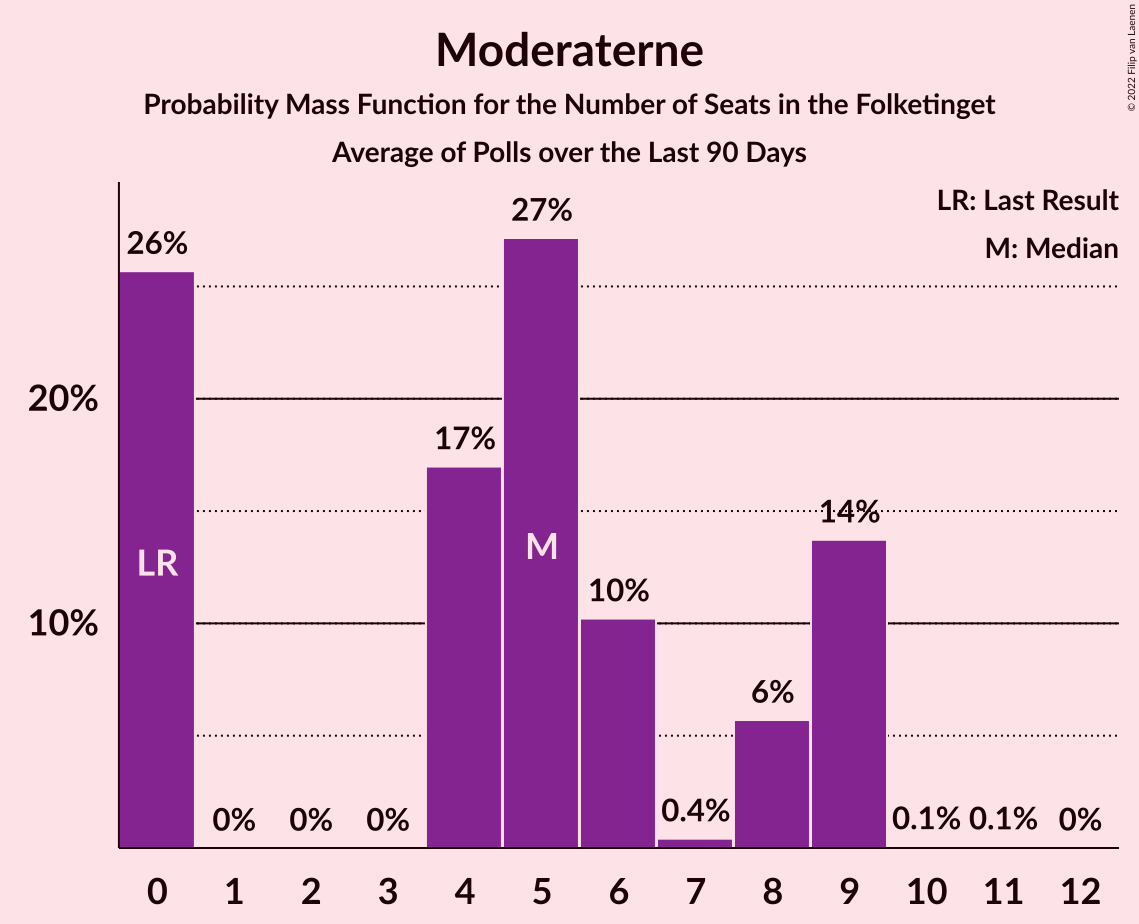 Moderaterne
Probability Mass Function for the Number of Seats in the Folketinget
Average of Polls over the Last 90 Days
© 2022 Filip van Laenen
LR: Last Result
M: Median
27%
26%
20%
17%
14%
LR
M
10%
10%
6%
0%
0%
0%
0.4%
0.1%
0.1%
0%
0 1 2 3 4 5 6 7 8 9 10 11 12